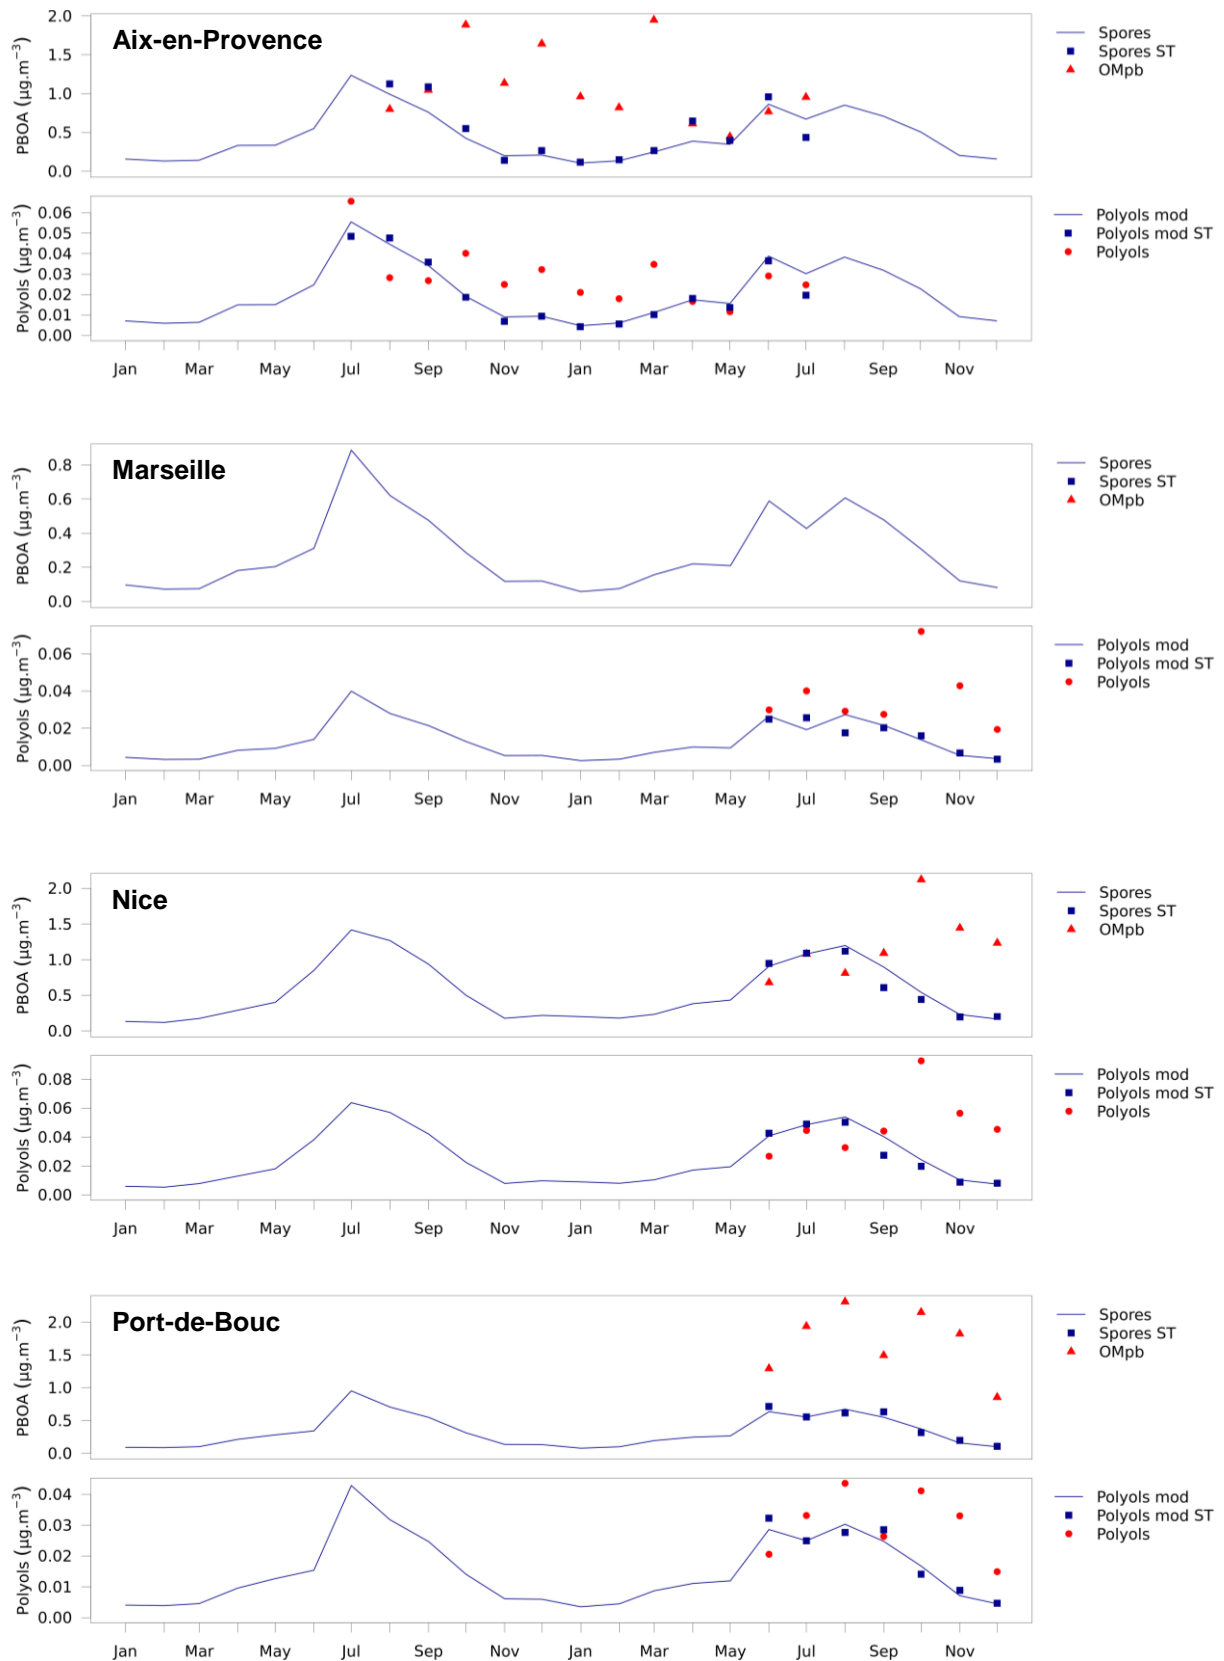 Aix-en-Provence
PBOA (µg.m−3)
2.0
1.5
1.0
0.5
0.0
Spores
Spores ST
OMpb
Polyols (µg.m−3)
0.06
0.05
0.04
0.03
0.02
0.01
0.00
Polyols mod
Polyols mod ST
Polyols
Jan Mar May Jul Sep Nov Jan Mar May Jul Sep Nov
Marseille
PBOA (µg.m−3)
0.8
0.6
0.4
0.2
0.0
Spores
Spores ST
OMpb
Polyols (µg.m−3)
0.06
0.04
0.02
0.00
Polyols mod
Polyols mod ST
Polyols
Jan Mar May Jul Sep Nov Jan Mar May Jul Sep Nov
Nice
PBOA (µg.m−3)
2.0
1.5
1.0
0.5
0.0
Spores
Spores ST
OMpb
Polyols (µg.m−3)
0.08
0.06
0.04
0.02
0.00
Polyols mod
Polyols mod ST
Polyols
Jan Mar May Jul Sep Nov Jan Mar May Jul Sep Nov
Port-de-Bouc
PBOA (µg.m−3)
2.0
1.5
1.0
0.5
0.0
Spores
Spores ST
OMpb
Polyols (µg.m−3)
0.04
0.03
0.02
0.01
0.00
Polyols mod
Polyols mod ST
Polyols
Jan Mar May Jul Sep Nov Jan Mar May Jul Sep Nov